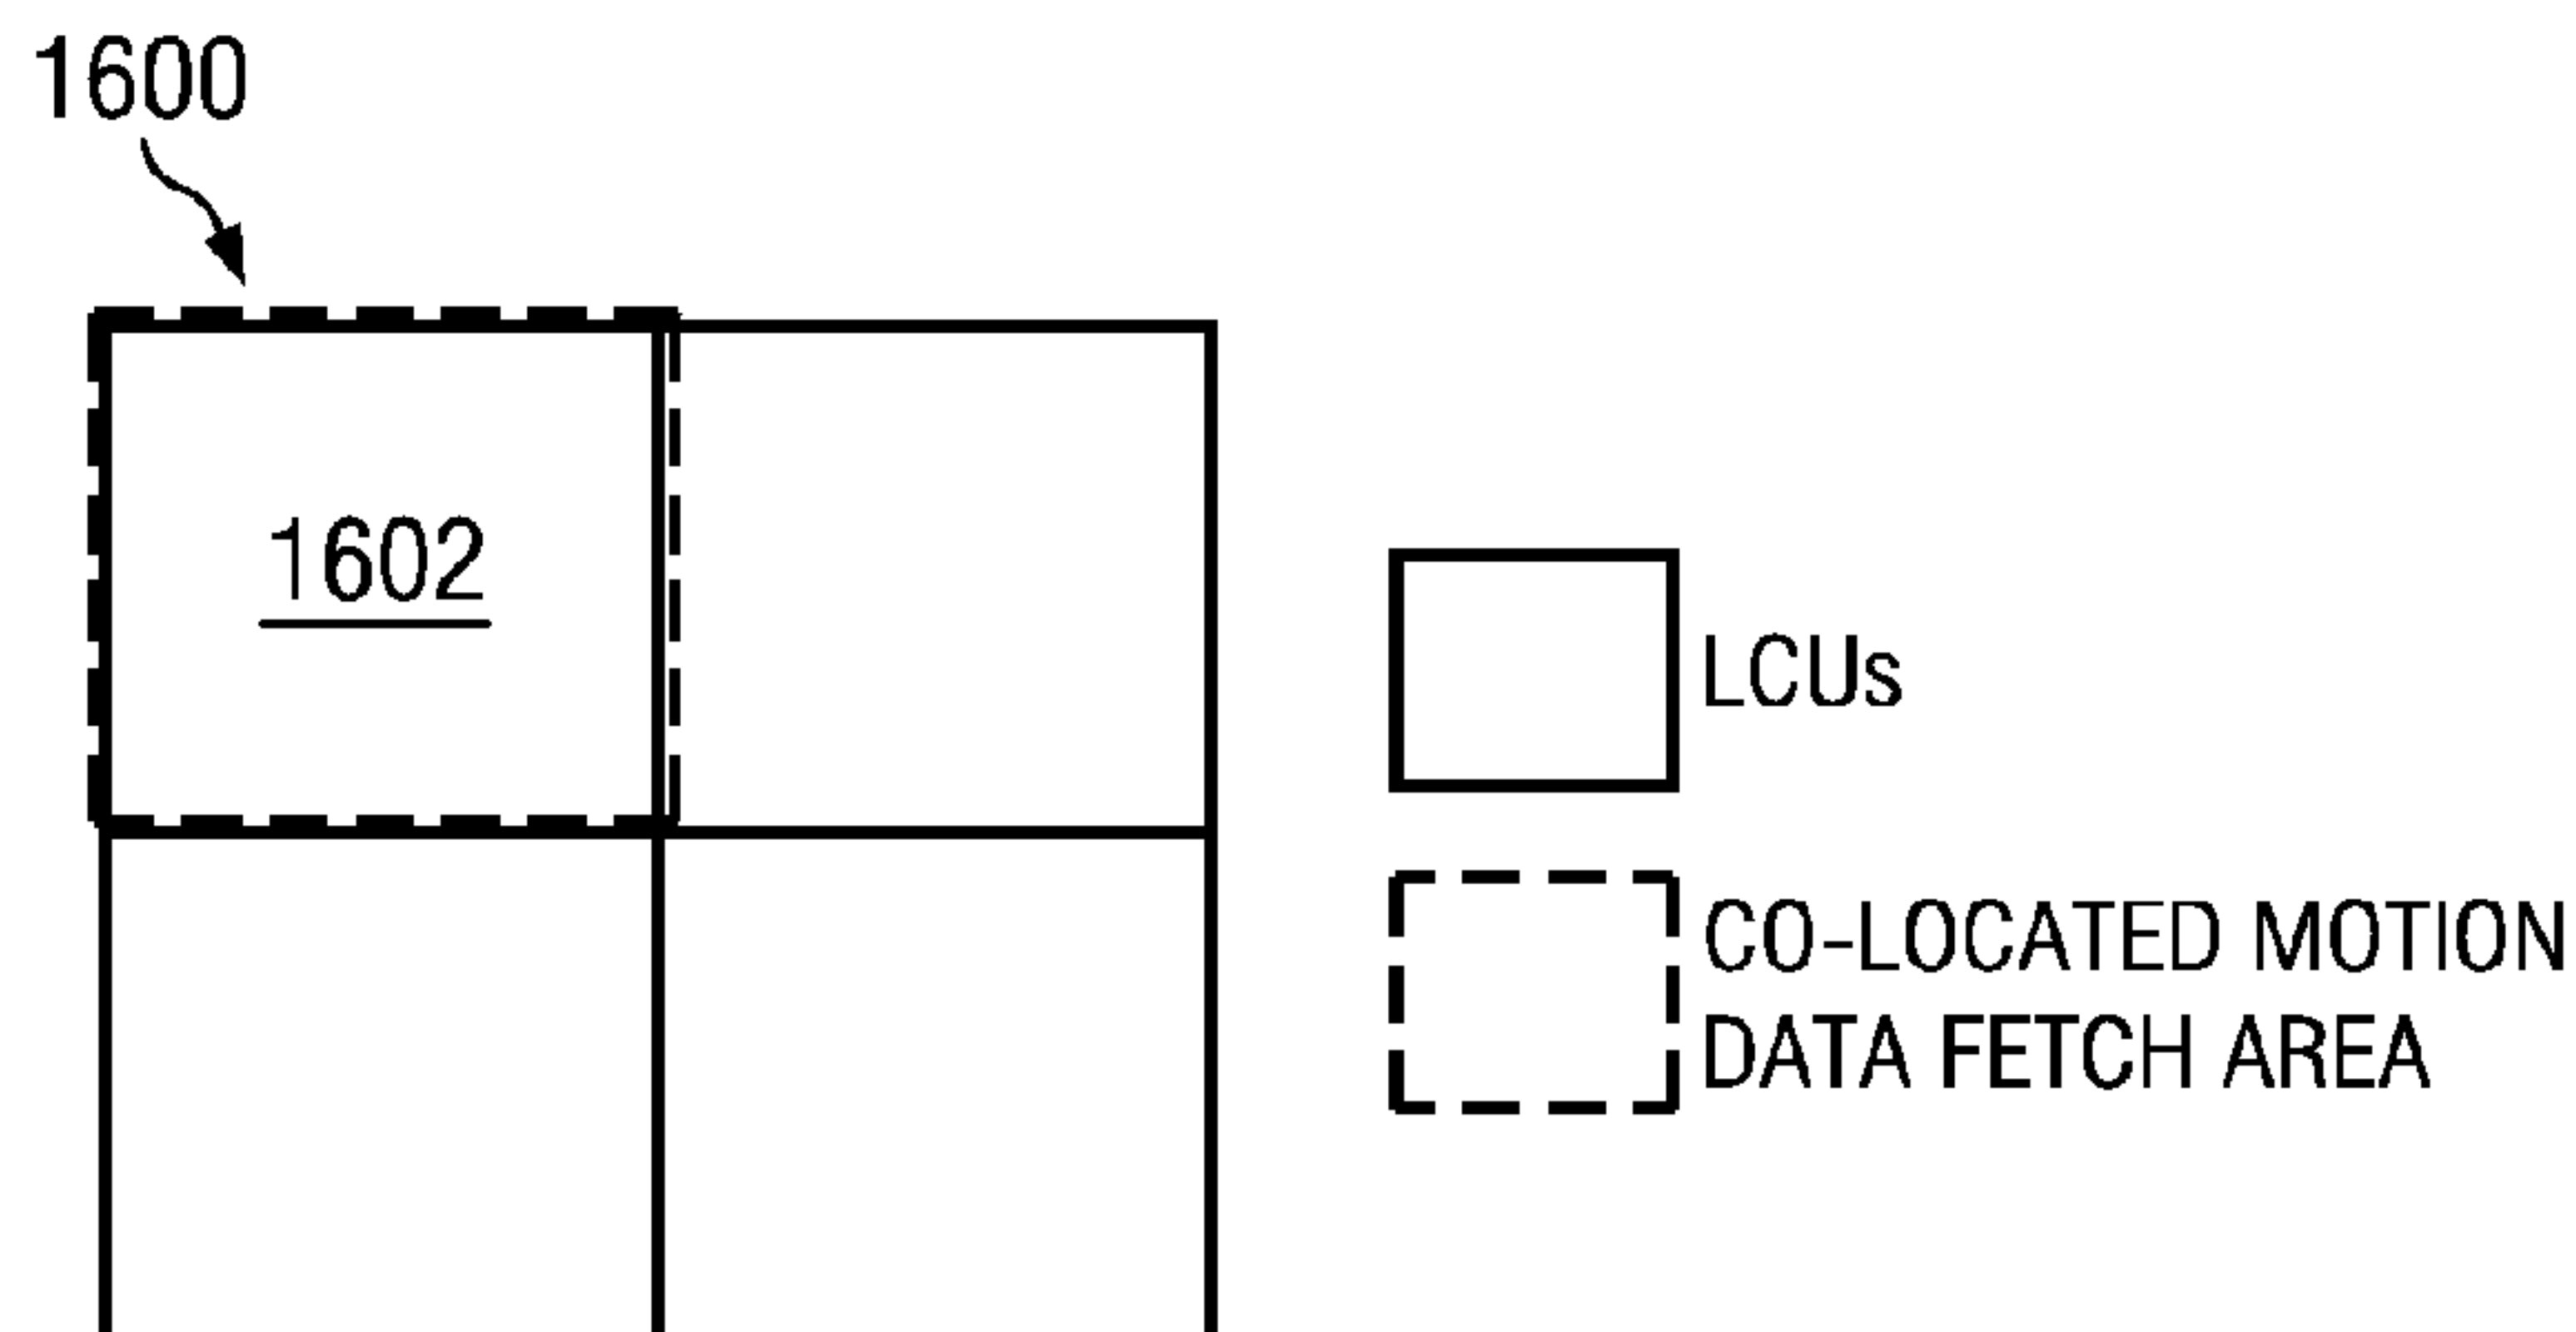 1600
1602
LCUs
CO-LOCATED MOTION
DATA FETCH AREA